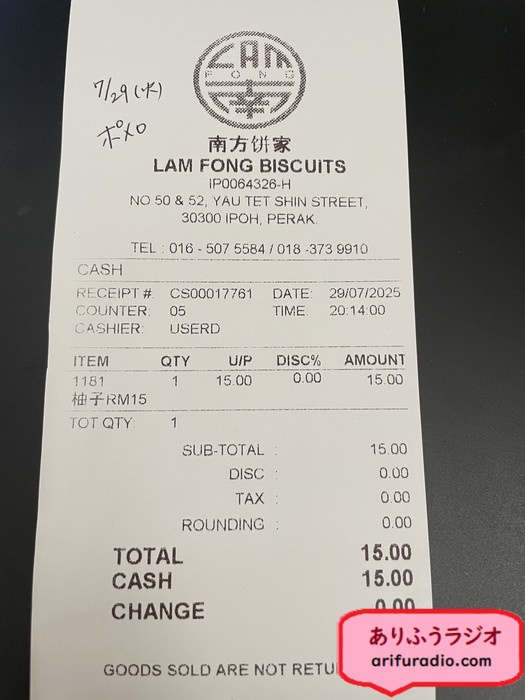 LAM
FONG
7/29(火)
ポメロ
南方饼家
LAM FONG BISCUITS
IP0064326-H
NO.50 & 52, YAU TET SHIN STREET,
30300 IPOH, PERAK.
TEL : 016 - 507 5584 / 018 -373 9910
CASH
RECEIPT #: CS00017761 DATE: 29/07/2025
COUNTER: 05 TIME: 20:14:00
CASHIER: USERD
ITEM QTY U/P DISC% AMOUNT
1181 1 15.00 0.00 15.00
柚子RM15
TOT QTY: 1
SUB-TOTAL : 15.00
DISC : 0.00
TAX : 0.00
ROUNDING : 0.00
TOTAL 15.00
CASH 15.00
CHANGE 0.00
GOODS SOLD ARE NOT
ありふうラジオ
arifuradio.com